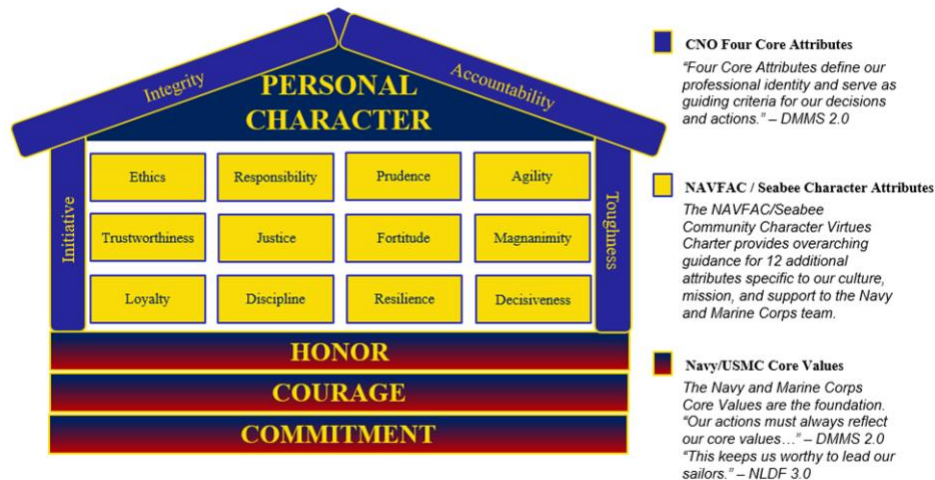 Integrity
Accountability
PERSONAL
CHARACTER
Initiative
Toughness
Ethics
Responsibility
Prudence
Agility
Trustworthiness
Justice
Fortitude
Magnanimity
Loyalty
Discipline
Resilience
Decisiveness
HONOR
COURAGE
COMMITMENT
CNO Four Core Attributes
“Four Core Attributes define our
professional identity and serve as
guiding criteria for our decisions
and actions.” – DMMS 2.0
NAVFAC / Seabee Character Attributes
The NAVFAC/Seabee
Community Character Virtues
Charter provides overarching
guidance for 12 additional
attributes specific to our culture,
mission, and support to the Navy
and Marine Corps team.
Navy/USMC Core Values
The Navy and Marine Corps
Core Values are the foundation.
“Our actions must always reflect
our core values…” – DMMS 2.0
“This keeps us worthy to lead our
sailors.” – NLDF 3.0